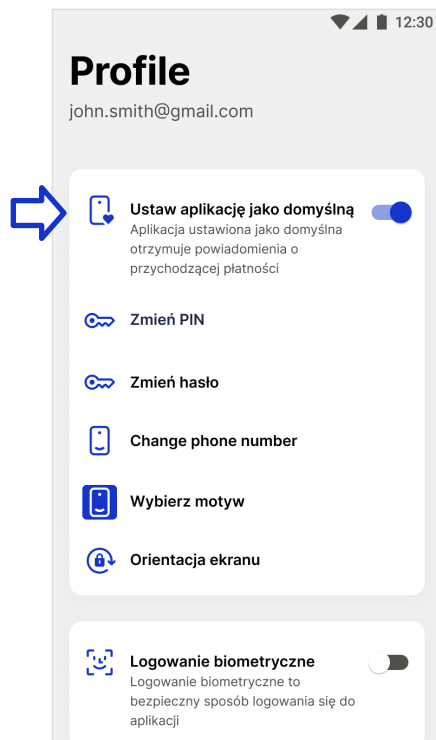 12:30
Profile
john.smith@gmail.com
Ustaw aplikację jako domyślną
Aplikacja ustawiona jako domyślna
otrzymuje powiadomienia o
przychodzącej płatności
Zmień PIN
Zmień hasło
Change phone number
Wybierz motyw
Orientacja ekranu
Logowanie biometryczne
Logowanie biometryczne to
bezpieczny sposób logowania się do
aplikacji